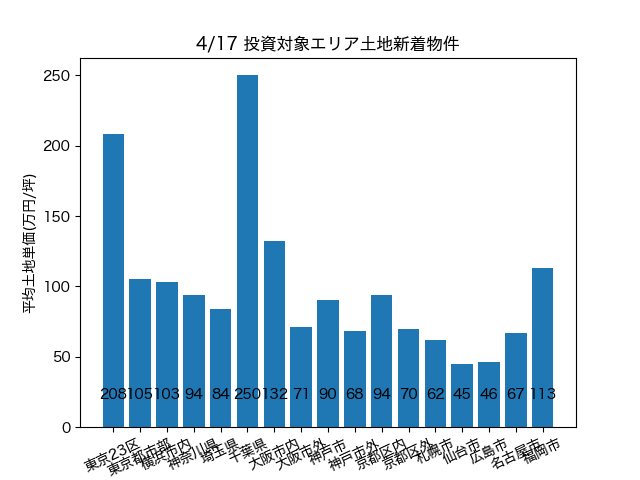 4/17 投資対象エリア土地新着物件
平均土地単価(万円/坪)
250
200
150
100
50
0
208 105 103 94 84 250 132 71 90 68 94 70 62 45 46 67 113
東京23区 東京都市部 横浜市内 神奈川県 埼玉県 千葉県 大阪市内 大阪市外 神戸市 神戸市外 京都区内 京都区外 札幌市 仙台市 広島市 名古屋市 福岡市